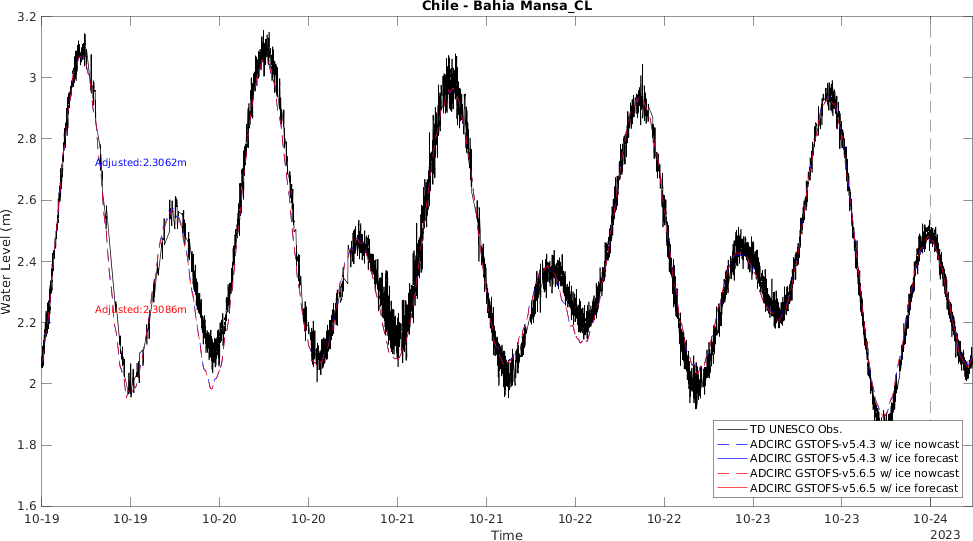 Chile - Bahia Mansa_CL
3.2
3
2.8
2.6
2.4
2.2
2
1.8
1.6
Water Level (m)
Adjusted:2.3062m
Adjusted:2.3086m
TD UNESCO Obs.
ADCIRC GSTOFS-v5.4.3 w/ ice nowcast
ADCIRC GSTOFS-v5.4.3 w/ ice forecast
ADCIRC GSTOFS-v5.6.5 w/ ice nowcast
ADCIRC GSTOFS-v5.6.5 w/ ice forecast
10-19 10-19 10-20 10-20 10-21 10-21 10-22 10-22 10-23 10-23 10-24
2023
Time